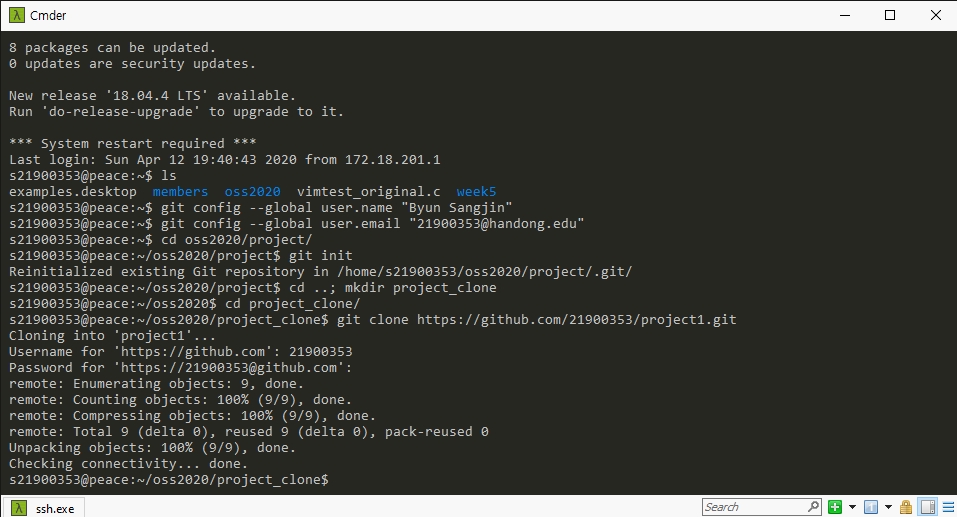 λ Cmder
8 packages can be updated.
0 updates are security updates.
New release '18.04.4 LTS' available.
Run 'do-release-upgrade' to upgrade to it.
*** System restart required ***
Last login: Sun Apr 12 19:40:43 2020 from 172.18.201.1
s21900353@peace:~$ ls
examples.desktop  members  oss2020  vimtest_original.c  week5
s21900353@peace:~$ git config --global user.name "Byun Sangjin"
s21900353@peace:~$ git config --global user.email "21900353@handong.edu"
s21900353@peace:~$ cd oss2020/project/
s21900353@peace:~/oss2020/project$ git init
Reinitialized existing Git repository in /home/s21900353/oss2020/project/.git/
s21900353@peace:~/oss2020/project$ cd ..; mkdir project_clone
s21900353@peace:~/oss2020$ cd project_clone/
s21900353@peace:~/oss2020/project_clone$ git clone https://github.com/21900353/project1.git
Cloning into 'project1'...
Username for 'https://github.com': 21900353
Password for 'https://21900353@github.com':
remote: Enumerating objects: 9, done.
remote: Counting objects: 100% (9/9), done.
remote: Compressing objects: 100% (9/9), done.
remote: Total 9 (delta 0), reused 9 (delta 0), pack-reused 0
Unpacking objects: 100% (9/9), done.
Checking connectivity... done.
s21900353@peace:~/oss2020/project_clone$
λ ssh.exe
Search